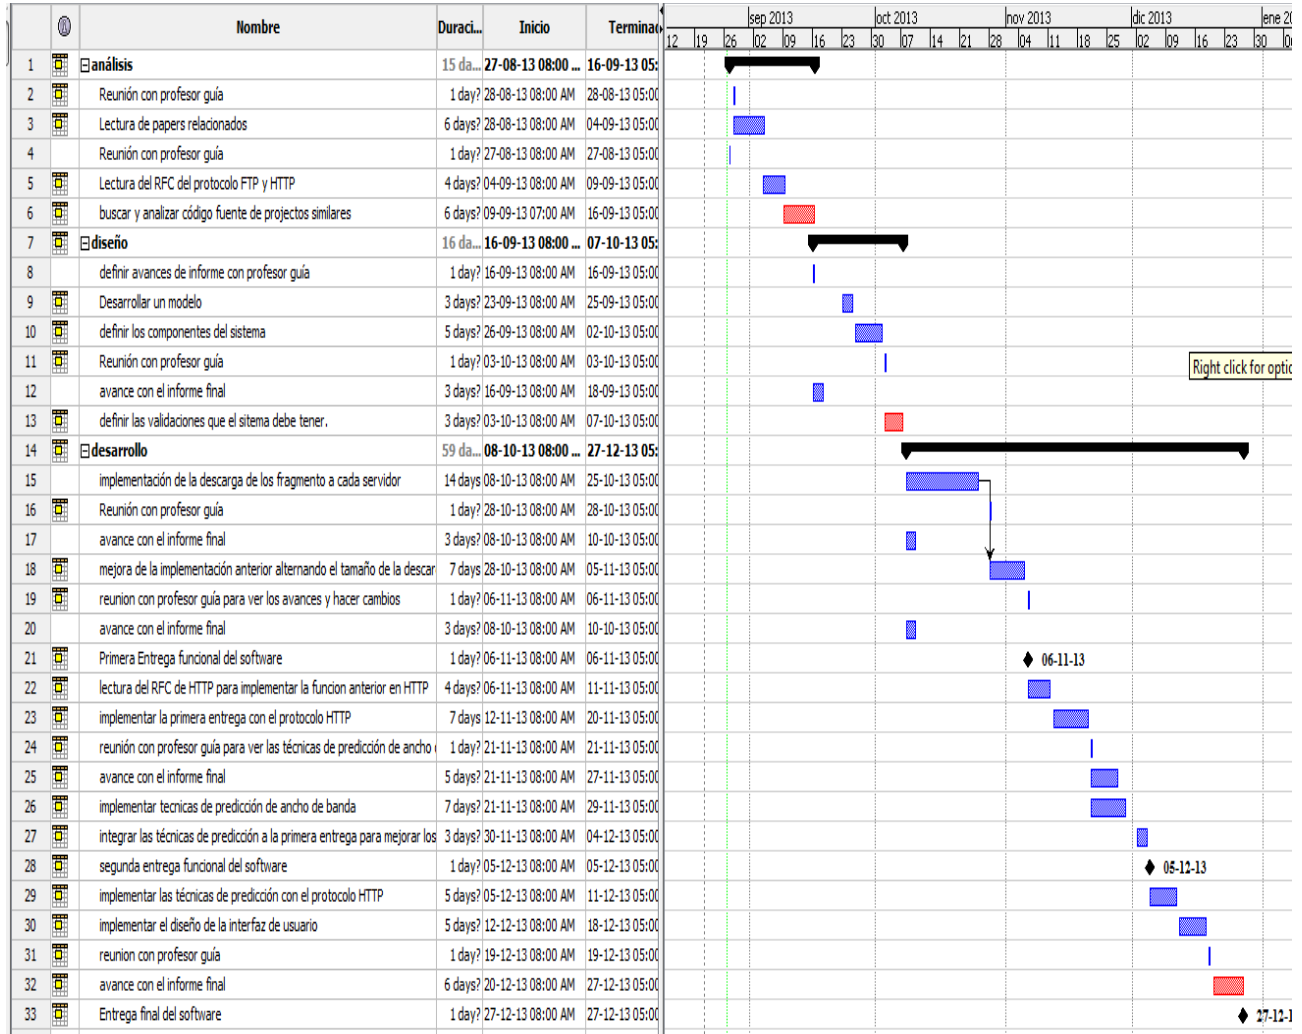 sep 2013 oct 2013 nov 2013 dic 2013 ene 20
Nombre Duraci... Inicio Terminac
12 19 26 02 09 16 23 30 07 14 21 28 04 11 18 25 02 09 16 23 30 06
1 análisis 15 da... 27-08-13 08:00 ... 16-09-13 05:
2 Reunión con profesor guía 1 day? 28-08-13 08:00 AM 28-08-13 05:00
3 Lectura de papers relacionados 6 days? 28-08-13 08:00 AM 04-09-13 05:00
4 Reunión con profesor guía 1 day? 27-08-13 08:00 AM 27-08-13 05:00
5 Lectura del RFC del protocolo FTP y HTTP 4 days? 04-09-13 08:00 AM 09-09-13 05:00
6 buscar y analizar código fuente de projectos similares 6 days? 09-09-13 07:00 AM 16-09-13 05:00
7 diseño 16 da... 16-09-13 08:00 ... 07-10-13 05:
8 definir avances de informe con profesor guía 1 day? 16-09-13 08:00 AM 16-09-13 05:00
9 Desarrollar un modelo 3 days? 23-09-13 08:00 AM 25-09-13 05:00
10 definir los componentes del sistema 5 days? 26-09-13 08:00 AM 02-10-13 05:00
11 Reunión con profesor guía 1 day? 03-10-13 08:00 AM 03-10-13 05:00
Right click for optio
12 avance con el informe final 3 days? 16-09-13 08:00 AM 18-09-13 05:00
13 definir las validaciones que el sitema debe tener. 3 days? 03-10-13 08:00 AM 07-10-13 05:00
14 desarrollo 59 da... 08-10-13 08:00 ... 27-12-13 05:
15 implementación de la descarga de los fragmento a cada servidor 14 days 08-10-13 08:00 AM 25-10-13 05:00
16 Reunión con profesor guía 1 day? 28-10-13 08:00 AM 28-10-13 05:00
17 avance con el informe final 3 days? 08-10-13 08:00 AM 10-10-13 05:00
18 mejora de la implementación anterior alternando el tamaño de la descar 7 days 28-10-13 08:00 AM 05-11-13 05:00
19 reunion con profesor guía para ver los avances y hacer cambios 1 day? 06-11-13 08:00 AM 06-11-13 05:00
20 avance con el informe final 3 days? 08-10-13 08:00 AM 10-10-13 05:00
21 Primera Entrega funcional del software 1 day? 06-11-13 08:00 AM 06-11-13 05:00 06-11-13
22 lectura del RFC de HTTP para implementar la funcion anterior en HTTP 4 days? 06-11-13 08:00 AM 11-11-13 05:00
23 implementar la primera entrega con el protocolo HTTP 7 days 12-11-13 08:00 AM 20-11-13 05:00
24 reunión con profesor guía para ver las técnicas de predicción de ancho 1 day? 21-11-13 08:00 AM 21-11-13 05:00
25 avance con el informe final 5 days? 21-11-13 08:00 AM 27-11-13 05:00
26 implementar tecnicas de predicción de ancho de banda 7 days? 21-11-13 08:00 AM 29-11-13 05:00
27 integrar las técnicas de predicción a la primera entrega para mejorar los 3 days? 30-11-13 08:00 AM 04-12-13 05:00
28 segunda entrega funcional del software 1 day? 05-12-13 08:00 AM 05-12-13 05:00 05-12-13
29 implementar las técnicas de predicción con el protocolo HTTP 5 days? 05-12-13 08:00 AM 11-12-13 05:00
30 implementar el diseño de la interfaz de usuario 5 days? 12-12-13 08:00 AM 18-12-13 05:00
31 reunion con profesor guía 1 day? 19-12-13 08:00 AM 19-12-13 05:00
32 avance con el informe final 6 days? 20-12-13 08:00 AM 27-12-13 05:00
33 Entrega final del software 1 day? 27-12-13 08:00 AM 27-12-13 05:00 27-12-1